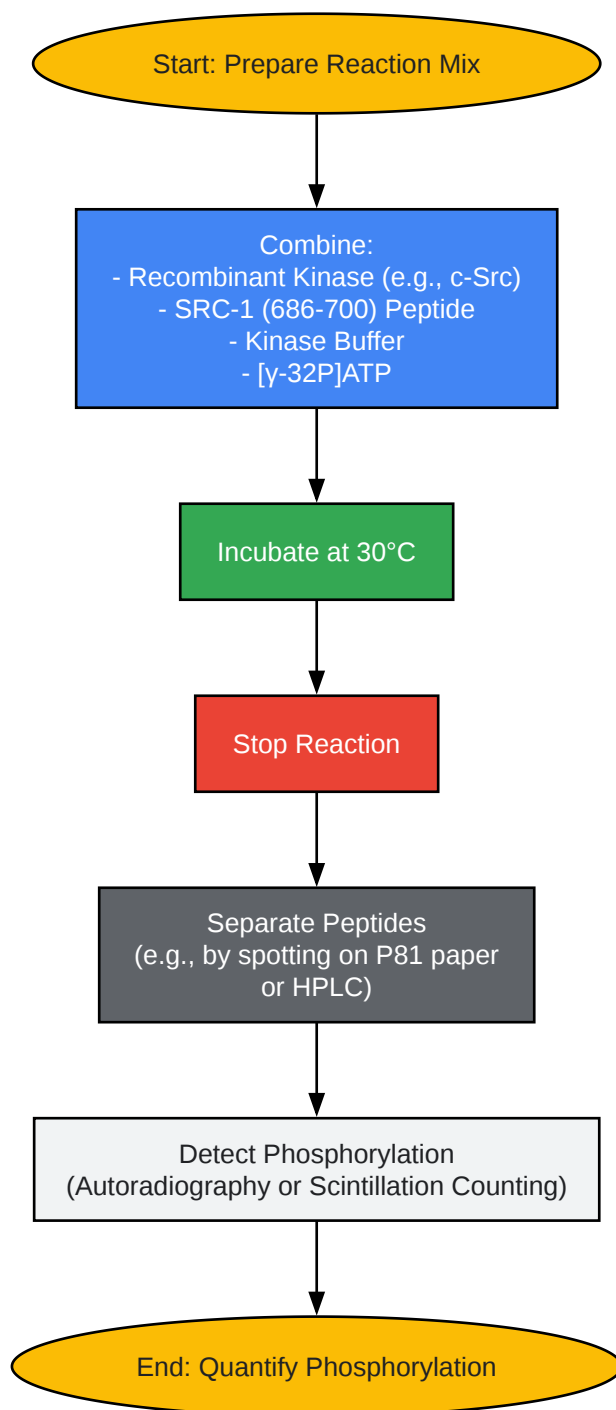 Start: Prepare Reaction Mix
Combine:
- Recombinant Kinase (e.g., c-Src)
- SRC-1 (686-700) Peptide
- Kinase Buffer
- [γ-32P]ATP
Incubate at 30°C
Stop Reaction
Separate Peptides
(e.g., by spotting on P81 paper
or HPLC)
Detect Phosphorylation
(Autoradiography or Scintillation Counting)
End: Quantify Phosphorylation